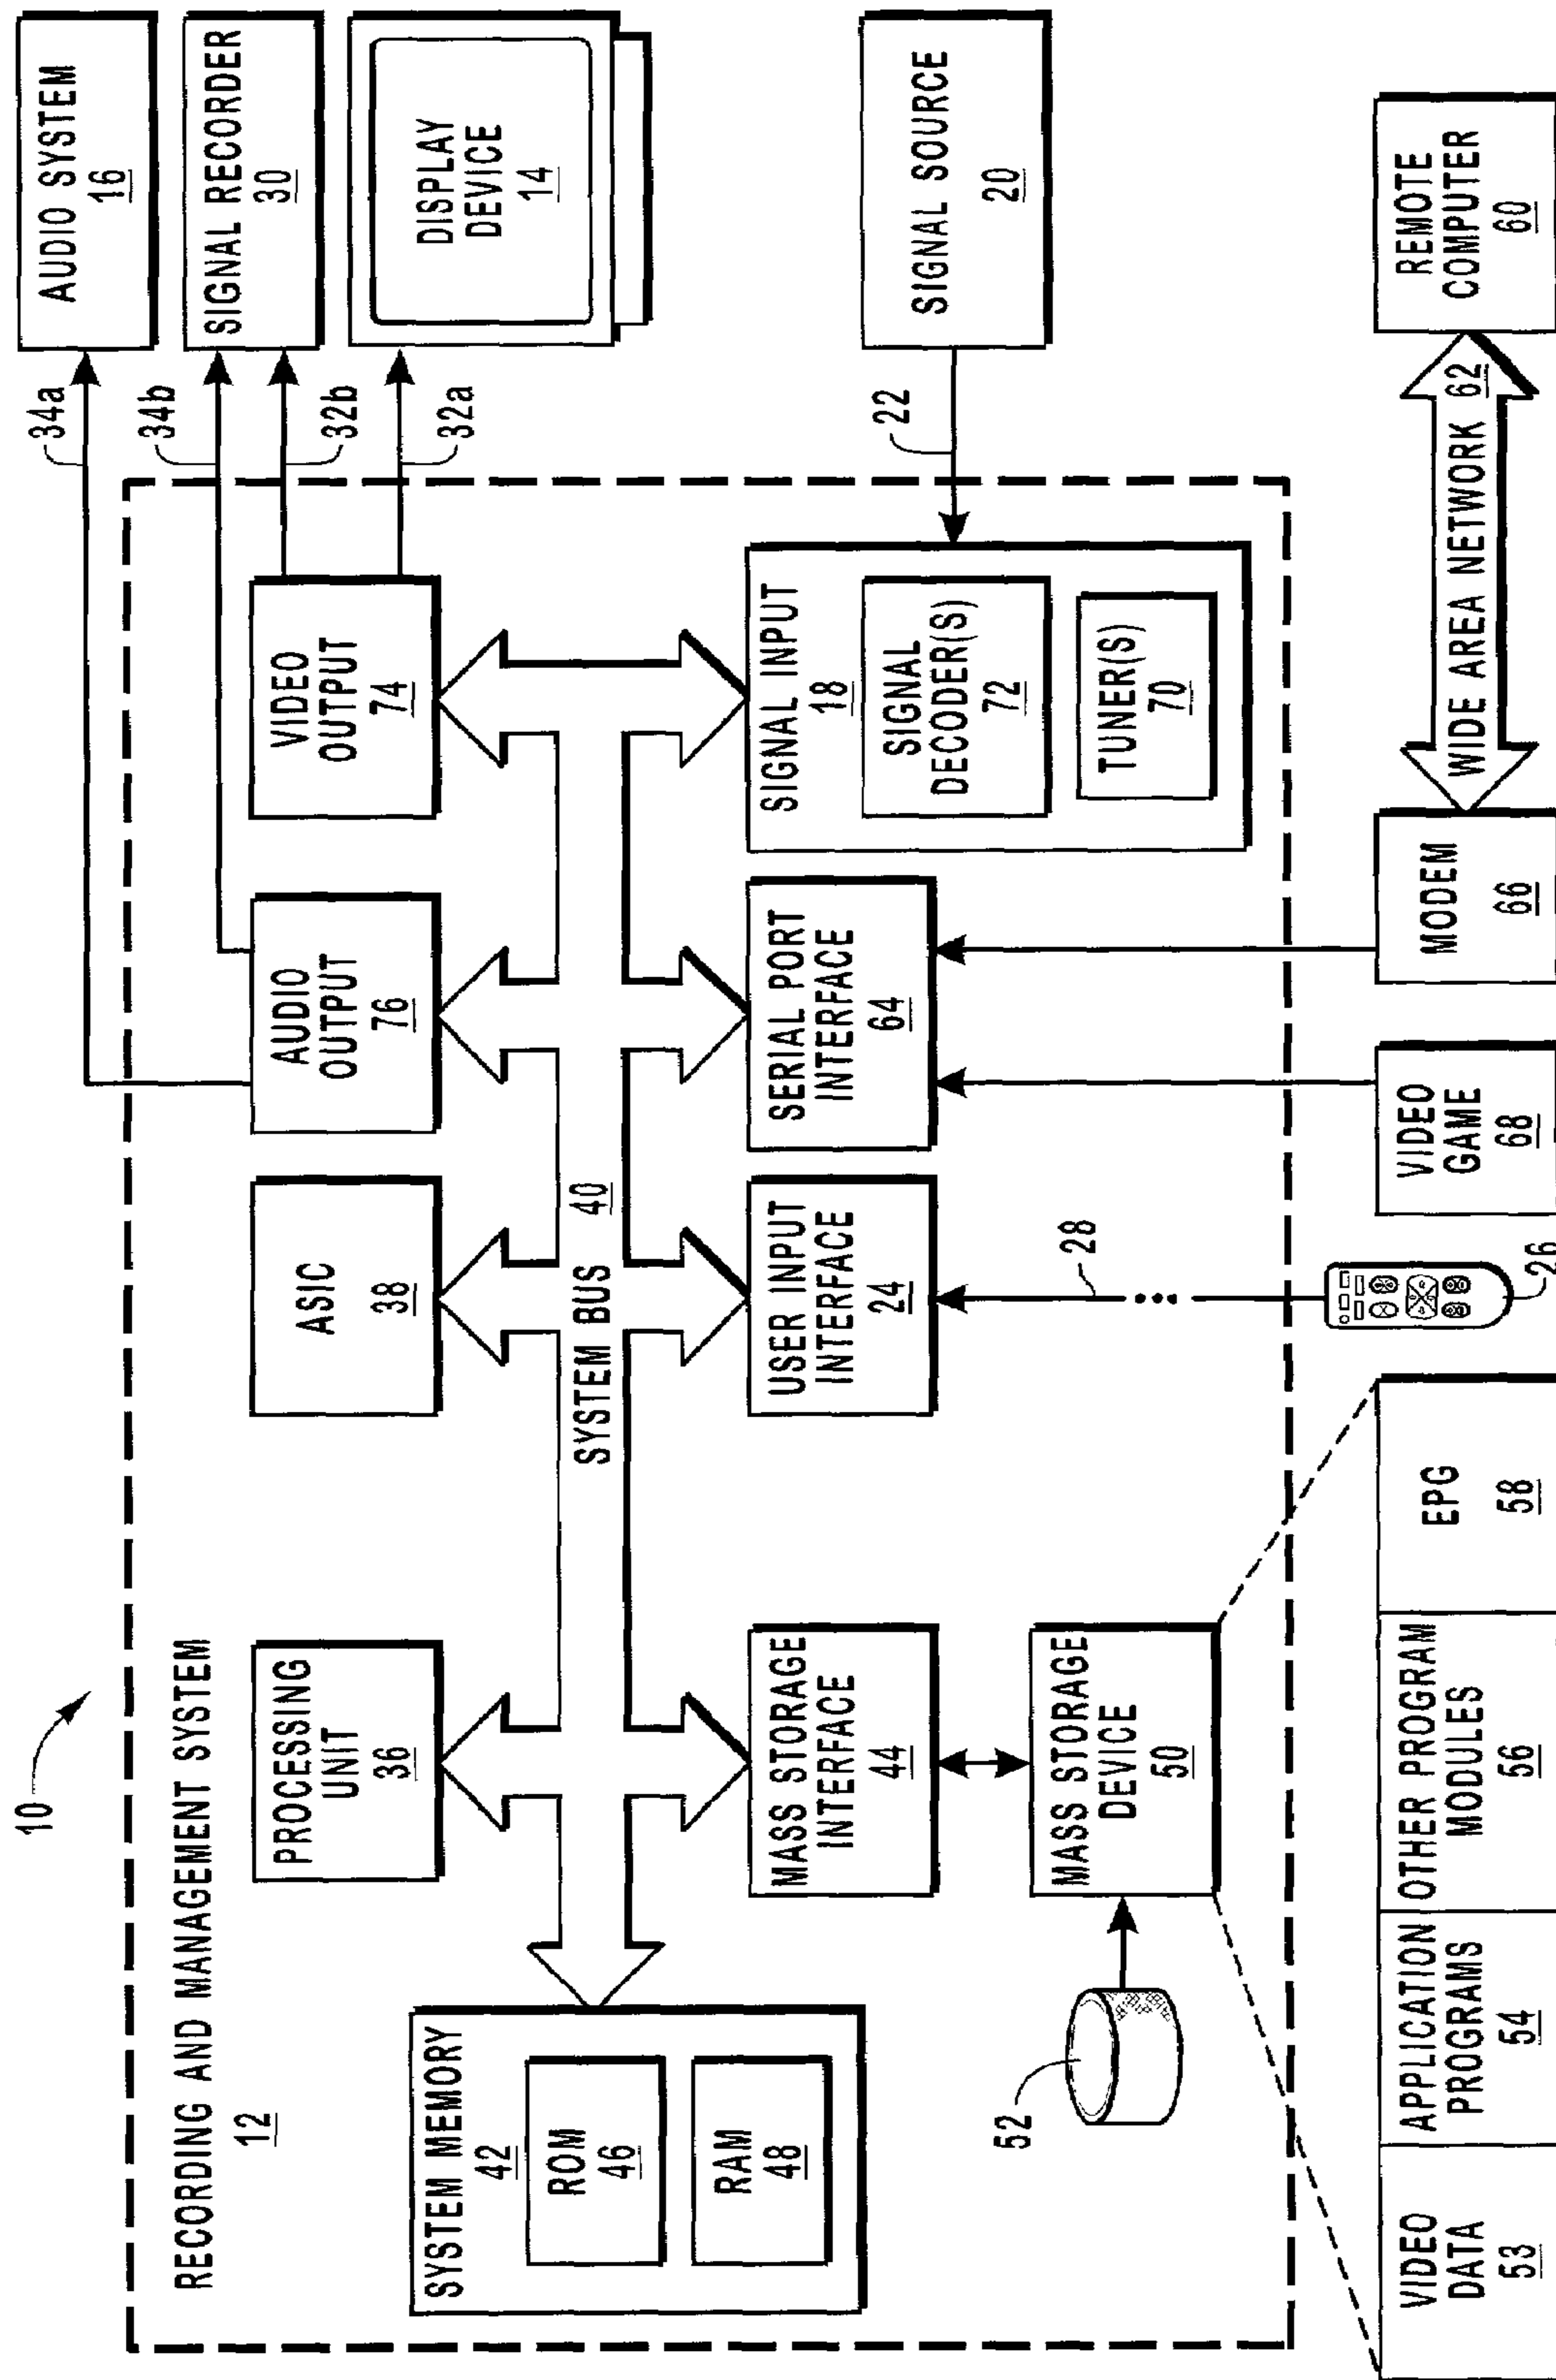 10
RECORDING AND MANAGEMENT SYSTEM
12
SYSTEM MEMORY
42
ROM
46
RAM
48
PROCESSING
UNIT
36
ASIC
38
AUDIO
OUTPUT
76
VIDEO
OUTPUT
74
34a
34b
32b
32a
AUDIO SYSTEM
16
SIGNAL RECORDER
30
DISPLAY
DEVICE
14
SYSTEM BUS 40
MASS STORAGE
INTERFACE
44
USER INPUT
INTERFACE
24
SERIAL PORT
INTERFACE
64
SIGNAL INPUT
18
SIGNAL
DECODER(S)
72
TUNER(S)
70
22
SIGNAL SOURCE
20
52
MASS STORAGE
DEVICE
50
28
26
VIDEO
DATA
53
APPLICATION
PROGRAMS
54
OTHER PROGRAM
MODULES
56
EPG
58
VIDEO
GAME
68
MODEM
66
WIDE AREA NETWORK 62
REMOTE
COMPUTER
60